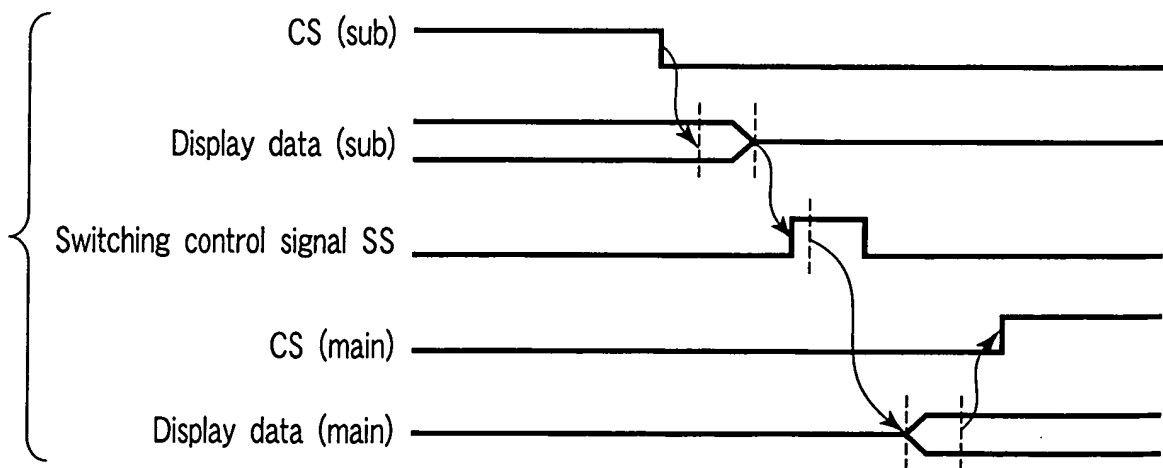 CS (sub)
Display data (sub)
Switching control signal SS
CS (main)
Display data (main)